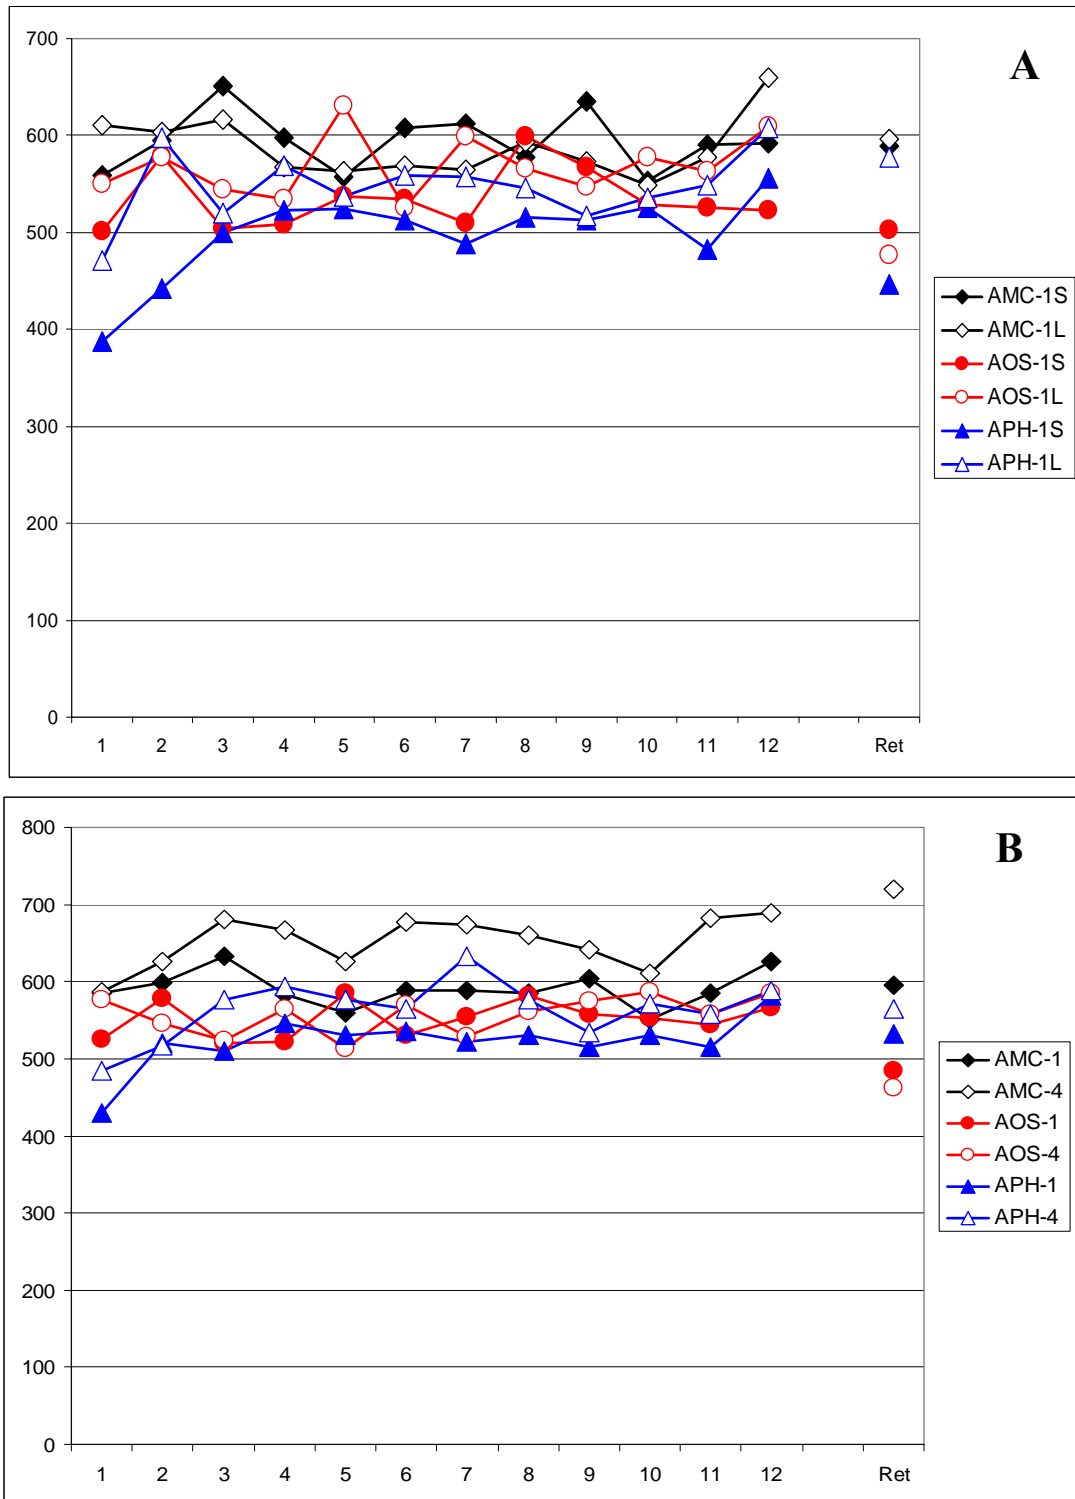 A
700
600
500
400
300
200
100
0
1 2 3 4 5 6 7 8 9 10 11 12 Ret
AMC-1S
AMC-1L
AOS-1S
AOS-1L
APH-1S
APH-1L
B
800
700
600
500
400
300
200
100
0
1 2 3 4 5 6 7 8 9 10 11 12 Ret
AMC-1
AMC-4
AOS-1
AOS-4
APH-1
APH-4